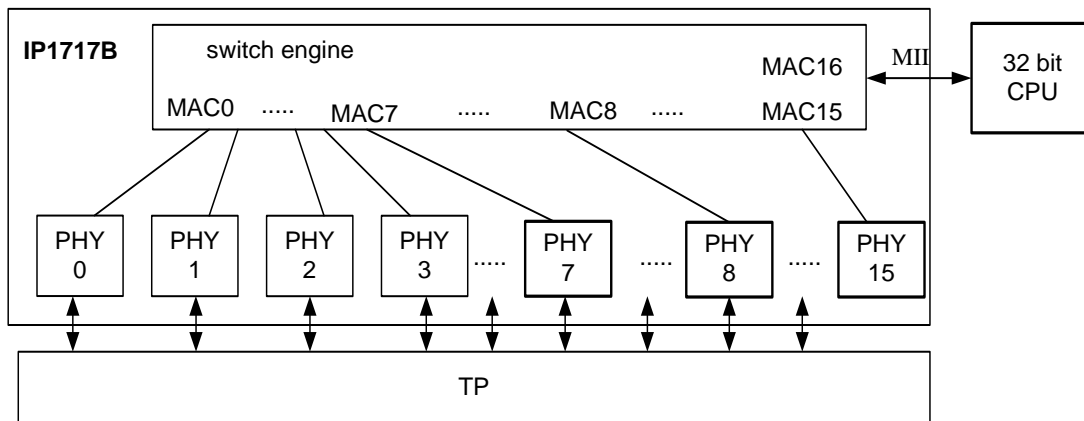 IP1717B
switch engine
MAC16
MII
32 bit
CPU
MAC0 ..... MAC7 ..... MAC8 ..... MAC15
PHY
0
PHY
1
PHY
2
PHY
3
.....
PHY
7
.....
PHY
8
.....
PHY
15
TP